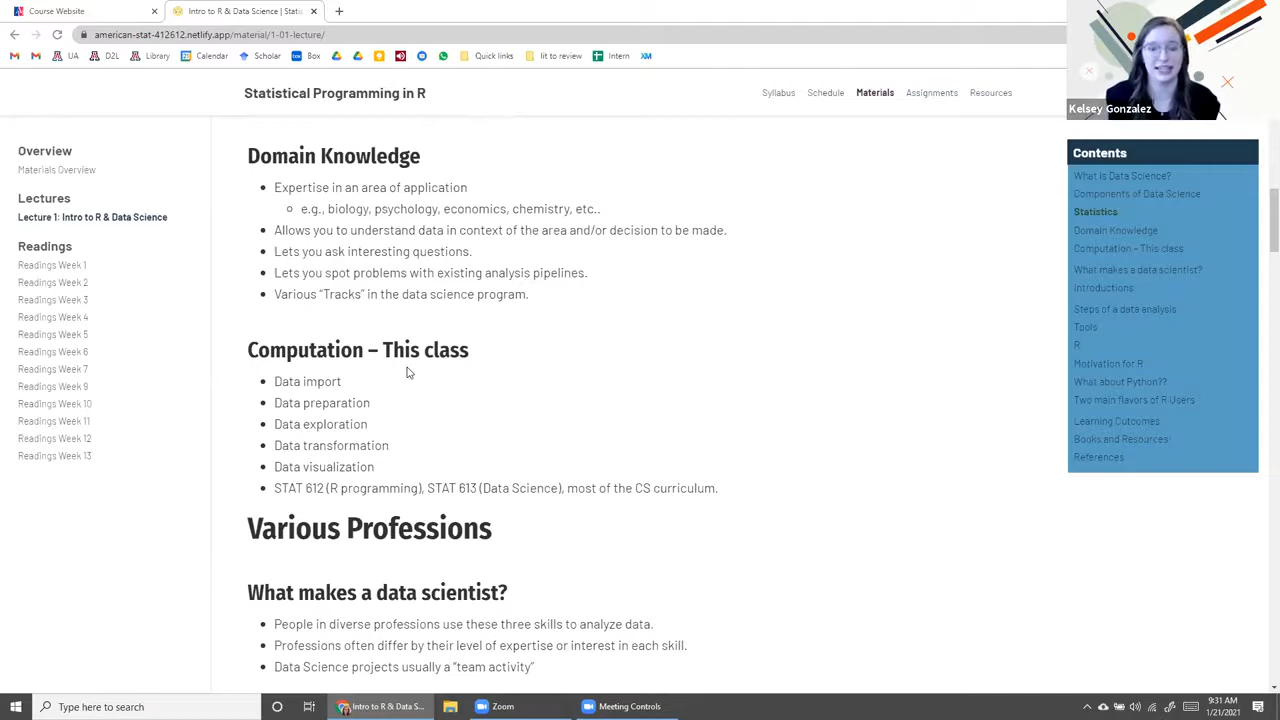 Course Website
Intro to R & Data Science | Statis
american-stat-412612.netlify.app/material/1-01-lecture/
UA
D2L
Library
Calendar
Scholar
Box
Quick links
lit to review
Intern
XM
Kelsey Gonzalez
Statistical Programming in R
Syllabus
Schedule
Materials
Assignments
Resources
Overview
Materials Overview
Lectures
Lecture 1: Intro to R & Data Science
Readings
Readings Week 1
Readings Week 2
Readings Week 3
Readings Week 4
Readings Week 5
Readings Week 6
Readings Week 7
Readings Week 9
Readings Week 10
Readings Week 11
Readings Week 12
Readings Week 13
Domain Knowledge
Expertise in an area of application
e.g., biology, psychology, economics, chemistry, etc..
Allows you to understand data in context of the area and/or decision to be made.
Lets you ask interesting questions.
Lets you spot problems with existing analysis pipelines.
Various “Tracks” in the data science program.
Computation – This class
Data import
Data preparation
Data exploration
Data transformation
Data visualization
STAT 612 (R programming), STAT 613 (Data Science), most of the CS curriculum.
Various Professions
What makes a data scientist?
People in diverse professions use these three skills to analyze data.
Professions often differ by their level of expertise or interest in each skill.
Data Science projects usually a “team activity”
Contents
What is Data Science?
Components of Data Science
Statistics
Domain Knowledge
Computation – This class
What makes a data scientist?
Introductions
Steps of a data analysis
Tools
R
Motivation for R
What about Python??
Two main flavors of R Users
Learning Outcomes
Books and Resources
References
Type here to search
Intro to R & Data S...
Zoom
Meeting Controls
9:31 AM
1/21/2021